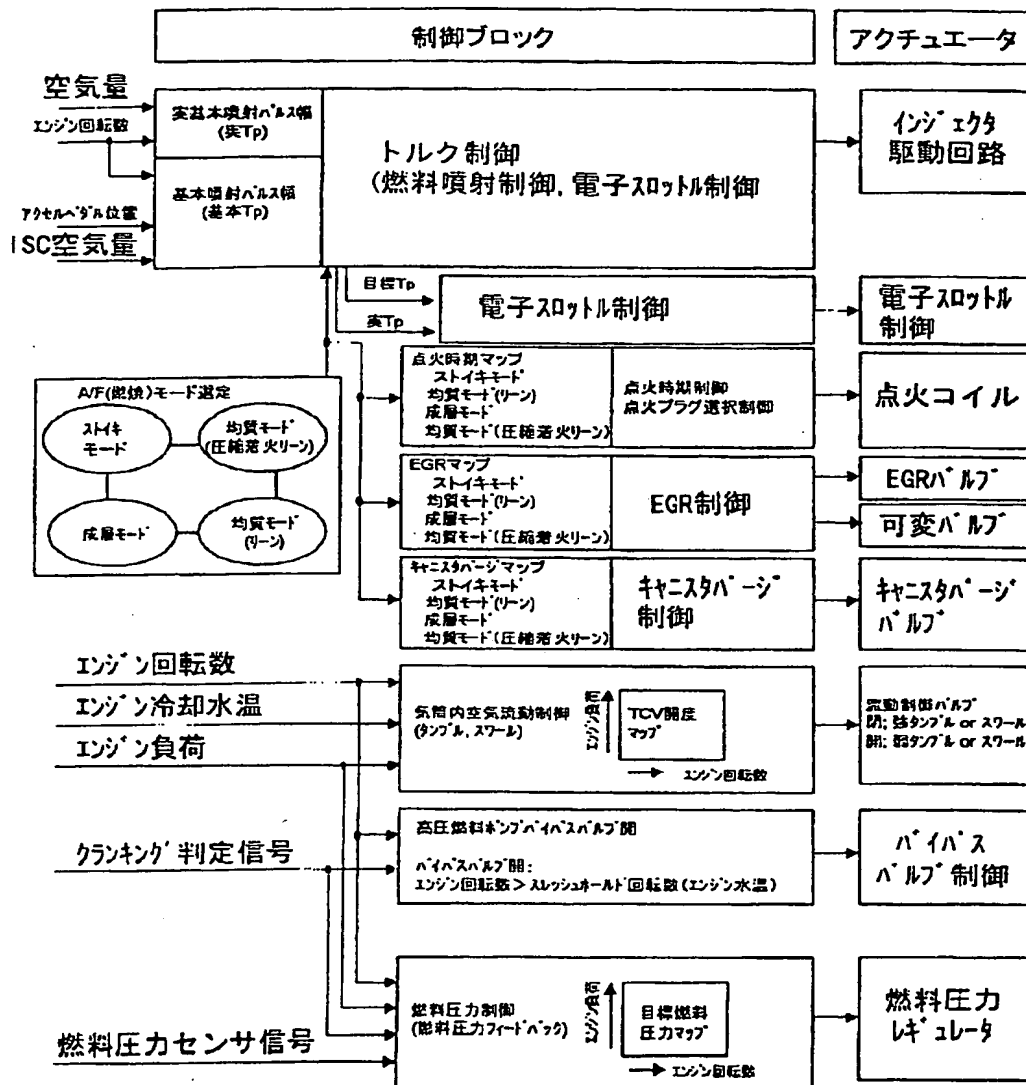 制御ブロック
アクチュエータ
空気量
エンジン回転数
アクセルペダル位置
ISC空気量
実基本噴射パルス幅
(実Tp)
基本噴射パルス幅
(基本Tp)
トルク制御
(燃料噴射制御, 電子スロットル制御
インジェクタ
駆動回路
目標Tp
実Tp
電子スロットル制御
電子スロットル
制御
A/F(燃焼)モード選定
ストイキ
モード
均質モード
(圧縮着火リーン)
成層モード
均質モード
(リーン)
点火時期マップ
ストイキモード
均質モード(リーン)
成層モード
均質モード(圧縮着火リーン)
点火時期制御
点火プラグ選択制御
点火コイル
EGRマップ
ストイキモード
均質モード(リーン)
成層モード
均質モード(圧縮着火リーン)
EGR制御
EGRバルブ
可変バルブ
キャニスタパージマップ
ストイキモード
均質モード(リーン)
成層モード
均質モード(圧縮着火リーン)
キャニスタパージ
制御
キャニスタパージ
バルブ
エンジン回転数
エンジン冷却水温
エンジン負荷
気筒内空気流動制御
(タンブル, スワール)
エンジン負荷
TCV開度
マップ
エンジン回転数
流動制御バルブ
閉; 強タンブル or スワール
開; 弱タンブル or スワール
クランキング判定信号
高圧燃料ポンプバイパスバルブ開
バイパスバルブ開:
エンジン回転数>スレッシュホールド回転数(エンジン水温)
バイパス
バルブ制御
燃料圧力センサ信号
燃料圧力制御
(燃料圧力フィードバック)
エンジン負荷
目標燃料
圧力マップ
エンジン回転数
燃料圧力
レギュレータ